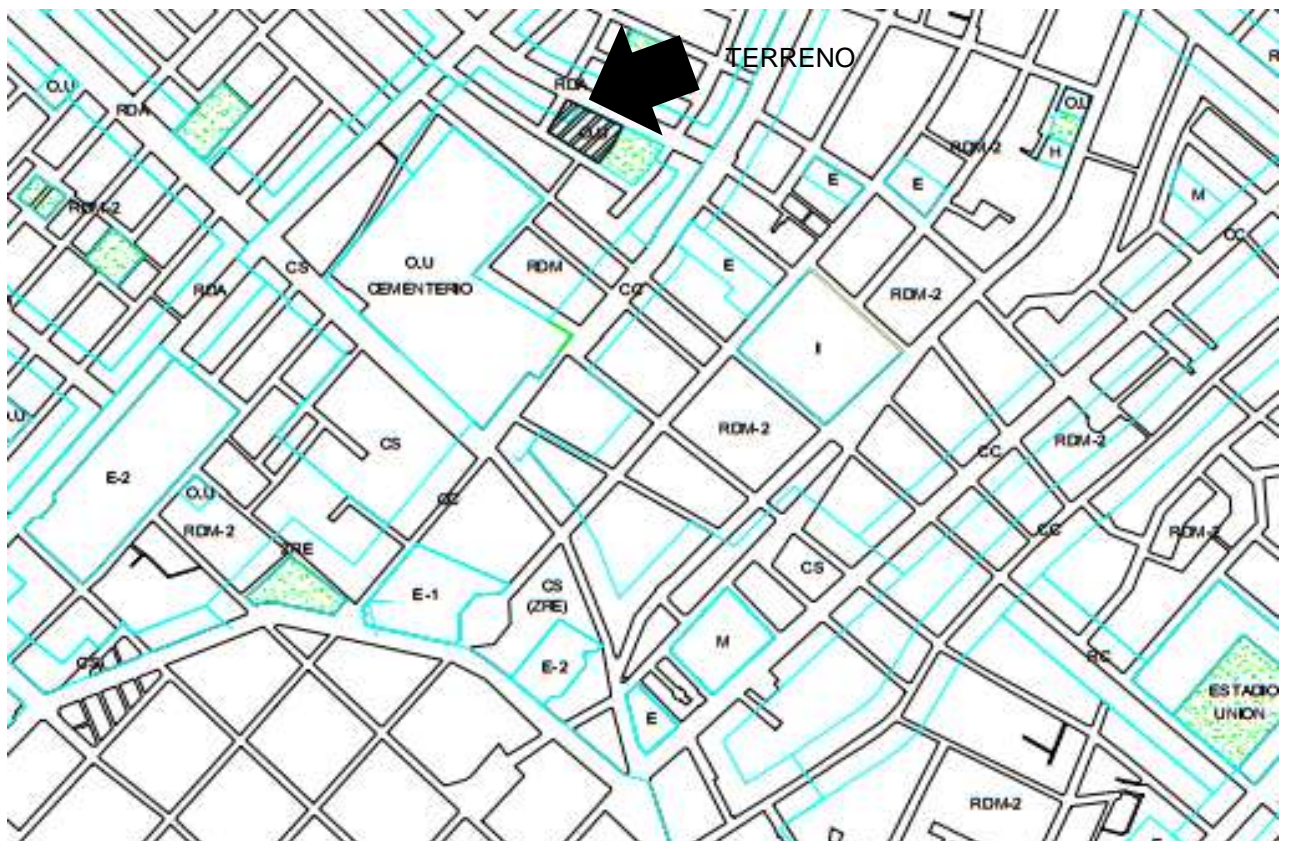 TERRENO
RDA
O.U
O.U
RDA
O.U
RDM-2
H
E
E
M
RDM-2
CC
CS
O.U
CEMENTERIO
RDM
E
RDA
CC
RDM-2
I
O.U
RDM-2
RDM-2
CC
CS
E-2
O.U
CC
CC
RDM-2
RDM-2
ZRE
CS
E-1
CS
(ZRE)
M
E-2
RC
ESTADIO
UNION
E
RDM-2